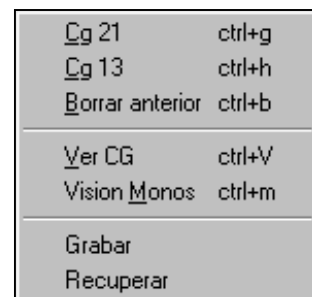 Cg 21 ctrl+g
Cg 13 ctrl+h
Borrar anterior ctrl+b
Ver CG ctrl+V
Vision Monos ctrl+m
Grabar
Recuperar